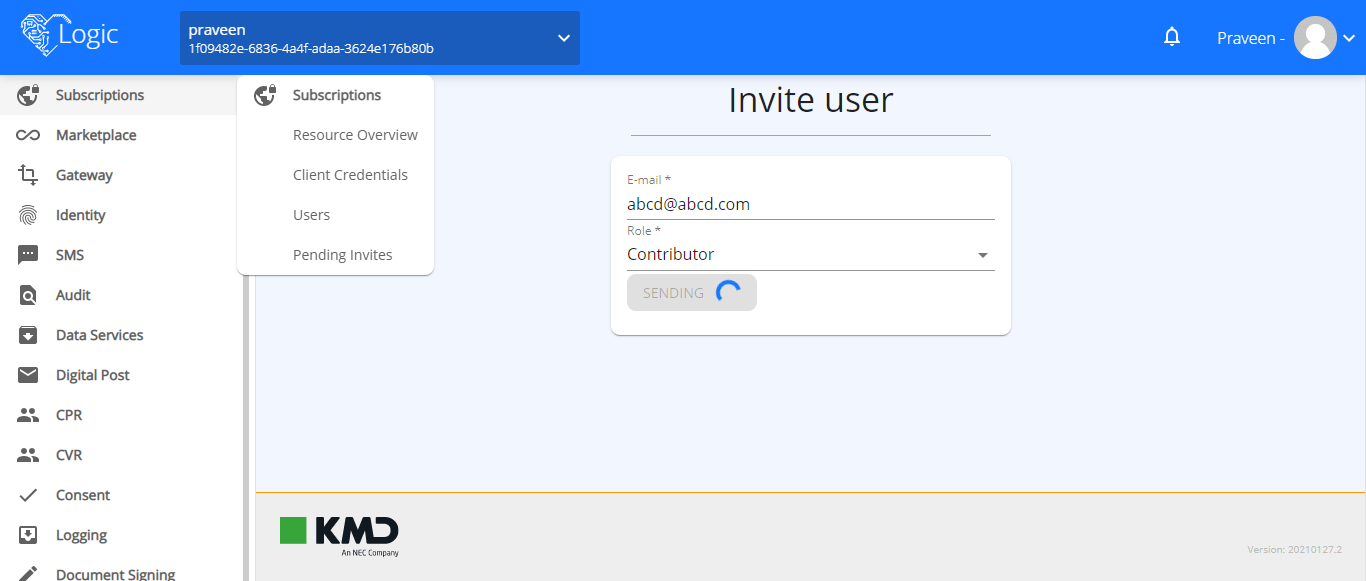 Logic
praveen
1f09482e-6836-4a4f-adaa-3624e176b80b
Praveen -
Subscriptions
Marketplace
Gateway
Identity
SMS
Audit
Data Services
Digital Post
CPR
CVR
Consent
Logging
Document Signing
Subscriptions
Resource Overview
Client Credentials
Users
Pending Invites
Invite user
E-mail *
abcd@abcd.com
Role *
Contributor
SENDING
KMD
An NEC Company
Version: 20210127.2